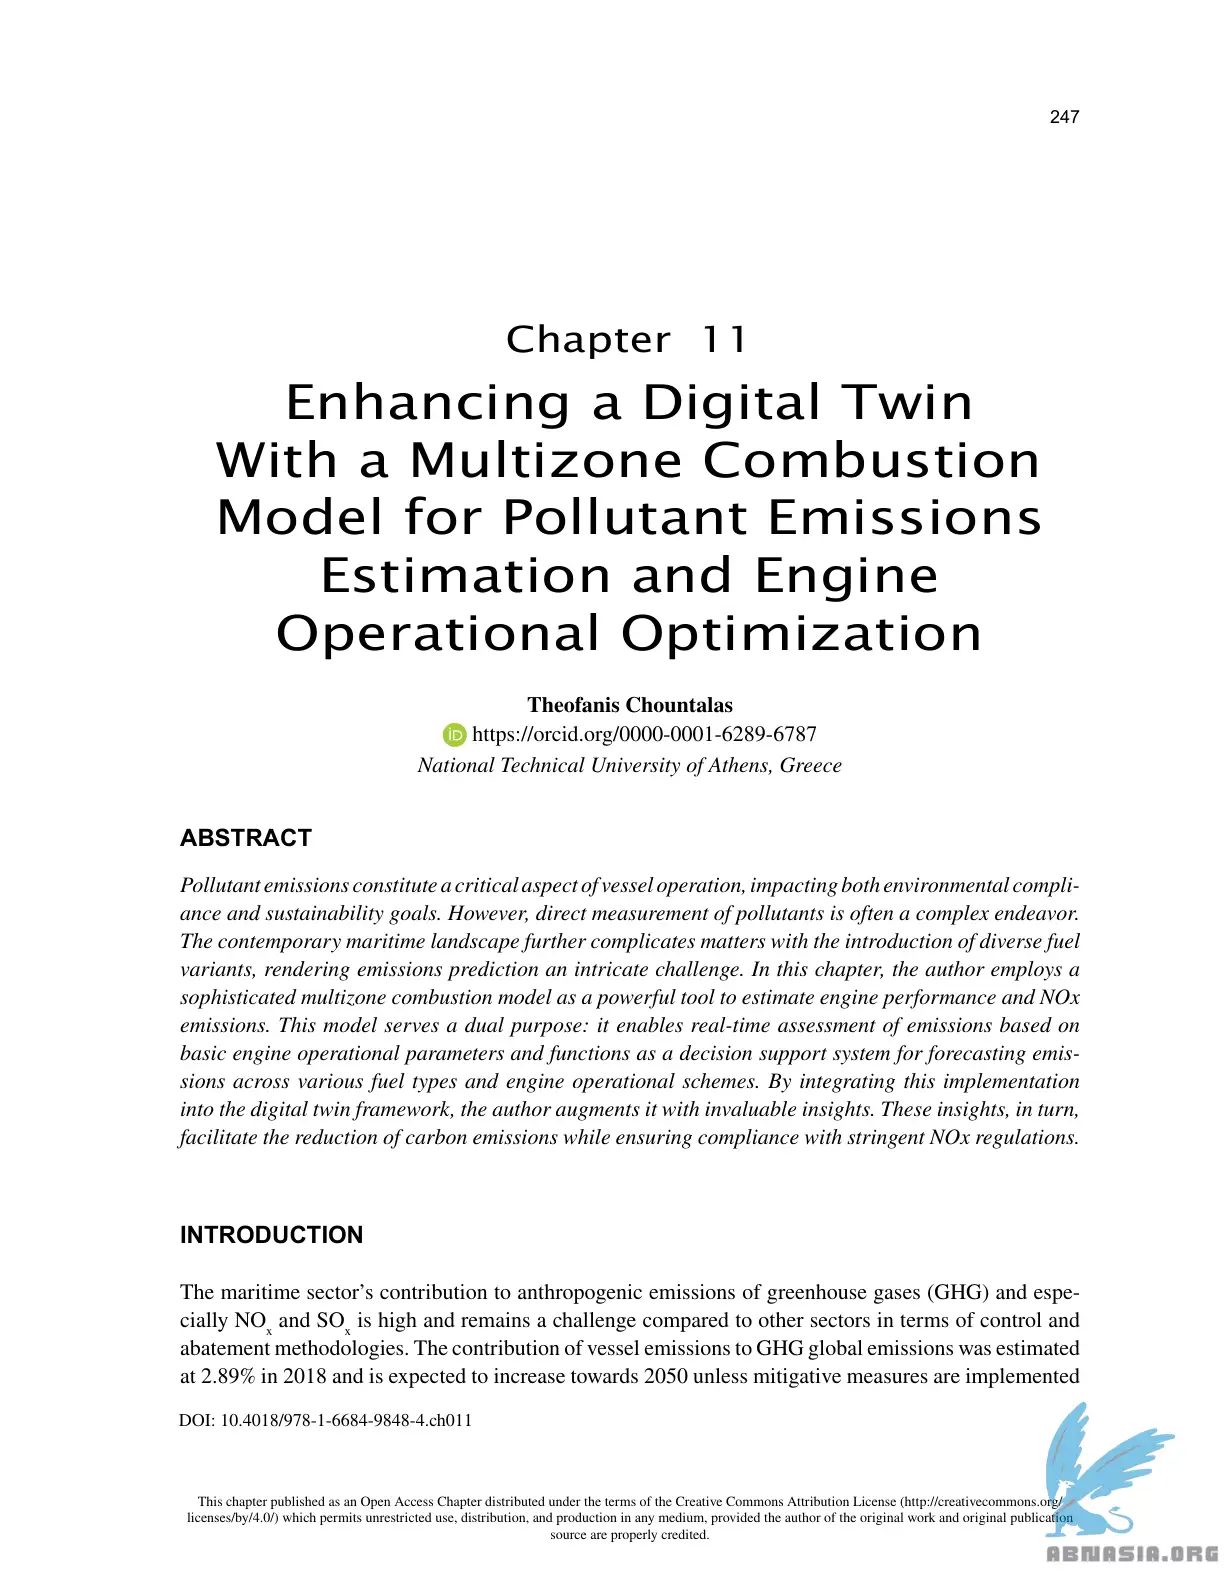 247
Chapter 11
Enhancing a Digital Twin
With a Multizone Combustion
Model for Pollutant Emissions
Estimation and Engine
Operational Optimization
Theofanis Chountalas
iD https://orcid.org/0000-0001-6289-6787
National Technical University of Athens, Greece
ABSTRACT
Pollutant emissions constitute a critical aspect of vessel operation, impacting both environmental compli-
ance and sustainability goals. However, direct measurement of pollutants is often a complex endeavor.
The contemporary maritime landscape further complicates matters with the introduction of diverse fuel
variants, rendering emissions prediction an intricate challenge. In this chapter, the author employs a
sophisticated multizone combustion model as a powerful tool to estimate engine performance and NOx
emissions. This model serves a dual purpose: it enables real-time assessment of emissions based on
basic engine operational parameters and functions as a decision support system for forecasting emis-
sions across various fuel types and engine operational schemes. By integrating this implementation
into the digital twin framework, the author augments it with invaluable insights. These insights, in turn,
facilitate the reduction of carbon emissions while ensuring compliance with stringent NOx regulations.
INTRODUCTION
The maritime sector's contribution to anthropogenic emissions of greenhouse gases (GHG) and espe-
cially NOx and SOx is high and remains a challenge compared to other sectors in terms of control and
abatement methodologies. The contribution of vessel emissions to GHG global emissions was estimated
at 2.89% in 2018 and is expected to increase towards 2050 unless mitigative measures are implemented
DOI: 10.4018/978-1-6684-9848-4.ch011
This chapter published as an Open Access Chapter distributed under the terms of the Creative Commons Attribution License (http://creativecommons.org/
licenses/by/4.0/) which permits unrestricted use, distribution, and production in any medium, provided the author of the original work and original publication
source are properly credited.
ABNASIA.ORG